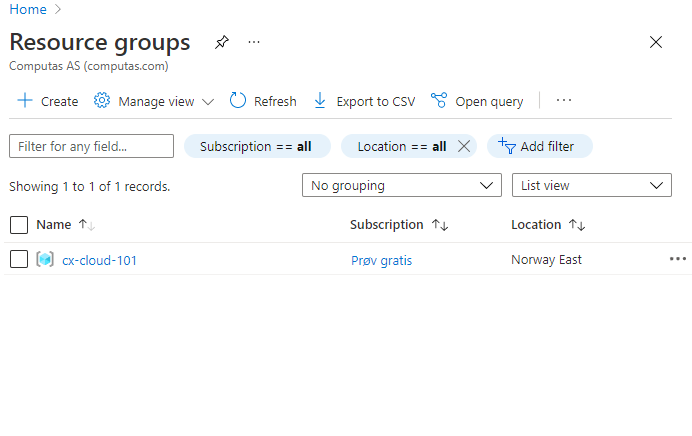 Home
Resource groups
Computas AS (computas.com)
Create Manage view Refresh Export to CSV Open query
Filter for any field... Subscription == all Location == all Add filter
Showing 1 to 1 of 1 records. No grouping List view
Name Subscription Location
cx-cloud-101 Prøv gratis Norway East